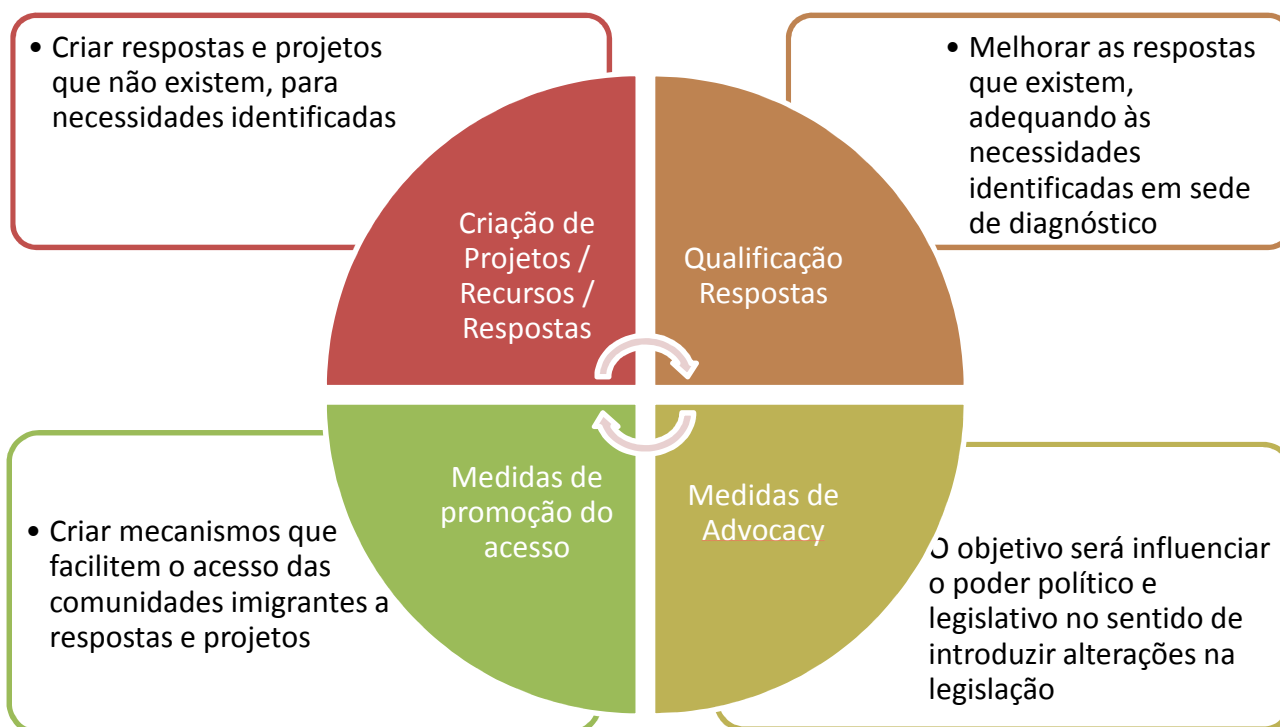 • Criar respostas e projetos
que não existem, para
necessidades identificadas
• Melhorar as respostas
que existem,
adequando às
necessidades
identificadas em sede
de diagnóstico
Criação de
Projetos /
Recursos /
Respostas
Qualificação
Respostas
Medidas de
promoção do
acesso
Medidas de
Advocacy
• Criar mecanismos que
facilitem o acesso das
comunidades imigrantes a
respostas e projetos
O objetivo será influenciar
o poder político e
legislativo no sentido de
introduzir alterações na
legislação